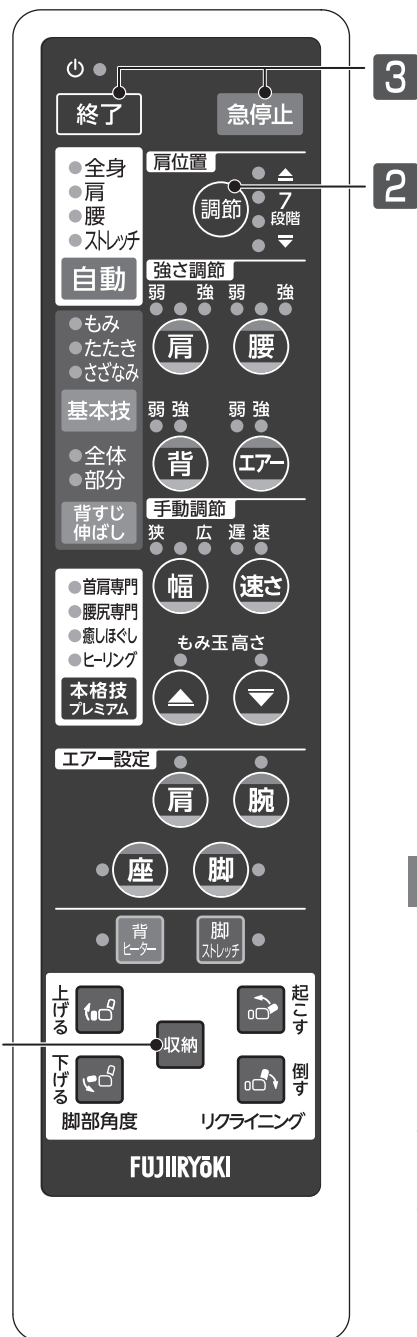 3
終了 急停止
2
肩位置
調節
7
段階
全身
肩
腰
ストレッチ
自動
強さ調節
弱 強 弱 強
肩 腰
もみ
たたき
さざなみ
基本技
弱 強 弱 強
背 エアー
全体
部分
背すじ
伸ばし
手動調節
狭 広 遅 速
幅 速さ
首肩専門
腰尻専門
癒しほぐし
ヒーリング
本格技
プレミアム
もみ玉高さ
エアー設定
肩 腕
座 脚
背
ヒーター
脚
ストレッチ
上げる
下げる
脚部角度
収納
起こす
倒す
リクライニング
FUJIIRYōKI